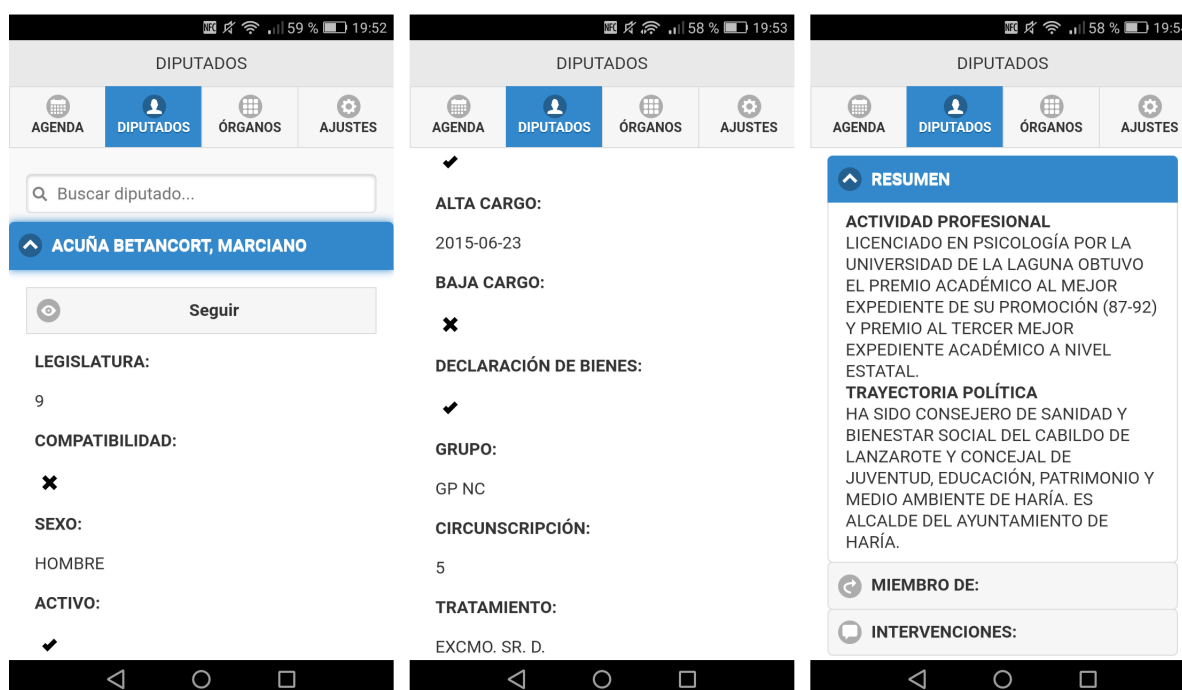 59 % 19:52
DIPUTADOS
AGENDA DIPUTADOS ÓRGANOS AJUSTES
Buscar diputado...
ACUÑA BETANCORT, MARCIANO
Seguir
LEGISLATURA:
9
COMPATIBILIDAD:
SEXO:
HOMBRE
ACTIVO:
58 % 19:53
DIPUTADOS
AGENDA DIPUTADOS ÓRGANOS AJUSTES
ALTA CARGO:
2015-06-23
BAJA CARGO:
DECLARACIÓN DE BIENES:
GRUPO:
GP NC
CIRCUNSCRIPCIÓN:
5
TRATAMIENTO:
EXCMO. SR. D.
58 % 19:54
DIPUTADOS
AGENDA DIPUTADOS ÓRGANOS AJUSTES
RESUMEN
ACTIVIDAD PROFESIONAL
LICENCIADO EN PSICOLOGÍA POR LA
UNIVERSIDAD DE LA LAGUNA OBTUVO
EL PREMIO ACADÉMICO AL MEJOR
EXPEDIENTE DE SU PROMOCIÓN (87-92)
Y PREMIO AL TERCER MEJOR
EXPEDIENTE ACADÉMICO A NIVEL
ESTATAL.
TRAYECTORIA POLÍTICA
HA SIDO CONSEJERO DE SANIDAD Y
BIENESTAR SOCIAL DEL CABILDO DE
LANZAROTE Y CONCEJAL DE
JUVENTUD, EDUCACIÓN, PATRIMONIO Y
MEDIO AMBIENTE DE HARÍA. ES
ALCALDE DEL AYUNTAMIENTO DE
HARÍA.
MIEMBRO DE:
INTERVENCIONES: